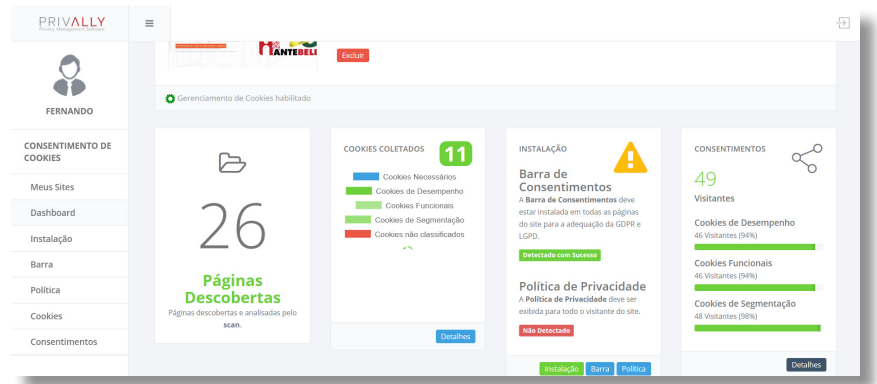 PRIVALLY
Privacy Management Software
FERNANDO
CONSENTIMENTO DE
COOKIES
Meus Sites
Dashboard
Instalação
Barra
Política
Cookies
Consentimentos
ANTEBELI
Excluir
Gerenciamento de Cookies habilitado
26
Páginas
Descobertas
Páginas descobertas e analisadas pelo
scan.
COOKIES COLETADOS
11
Cookies Necessários
Cookies de Desempenho
Cookies Funcionais
Cookies de Segmentação
Cookies não classificados
Detalhes
INSTALAÇÃO
Barra de
Consentimentos
A Barra de Consentimentos deve
estar instalada em todas as páginas
do site para a adequação da GDPR e
LGPD.
Detectado com Sucesso
Política de Privacidade
A Política de Privacidade deve ser
exibida para todo o visitante do site.
Não Detectado
Instalação
Barra
Política
CONSENTIMENTOS
49
Visitantes
Cookies de Desempenho
46 Visitantes (94%)
Cookies Funcionais
46 Visitantes (94%)
Cookies de Segmentação
48 Visitantes (98%)
Detalhes